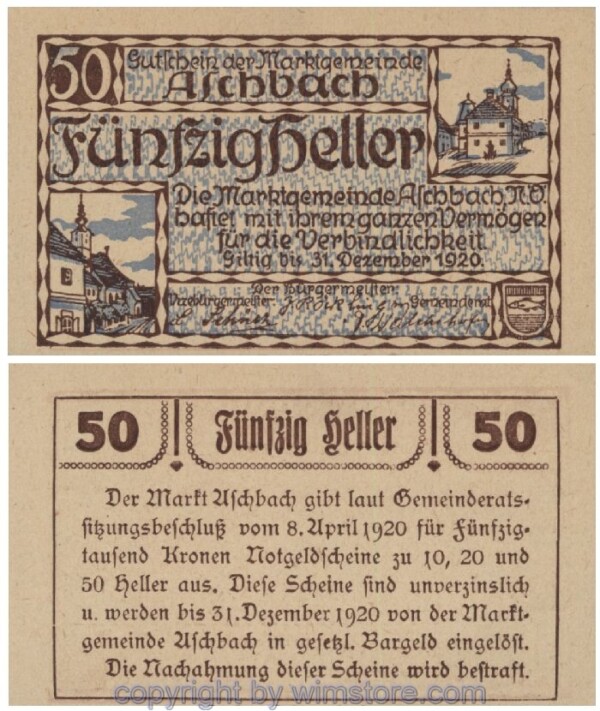 50
Gutschein der Marktgemeinde
Aschbach
Fünfzig Heller
Die Marktgemeinde Aschbach, N.Ö.
haftet mit ihrem ganzen Vermögen
für die Verbindlichkeit.
Giltig bis 31. Dezember 1920.
Der Bürgermeister:
Vizebürgermeister: Gemeinderat:
50 Fünfzig Heller 50
Der Markt Aschbach gibt laut Gemeinderats-
sitzungsbeschluß vom 8. April 1920 für Fünfzig-
tausend Kronen Notgeldscheine zu 10, 20 und
50 Heller aus. Diese Scheine sind unverzinslich
u. werden bis 31. Dezember 1920 von der Markt-
gemeinde Aschbach in gesetzl. Bargeld eingelöst.
Die Nachahmung dieser Scheine wird bestraft.
copyright by wimstore.com